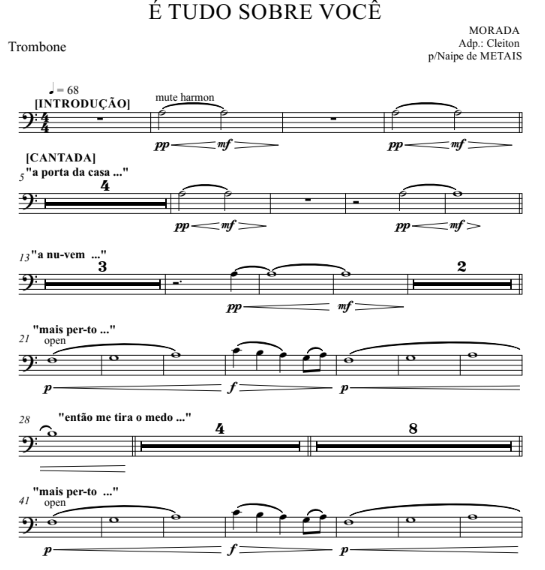 É TUDO SOBRE VOCÊ
MORADA
Trombone
Adp.: Cleiton
p/Naipe de METAIS
♩ = 68
[INTRODUÇÃO]
mute harmon
4
4
pp mf pp mf
[CANTADA]
5 "a porta da casa ..."
4
pp mf pp mf
13 "a nu-vem ..."
3 2
pp mf
"mais per-to ..."
21 open
p f p
28 "então me tira o medo ..."
4 8
"mais per-to ..."
41 open
p f p